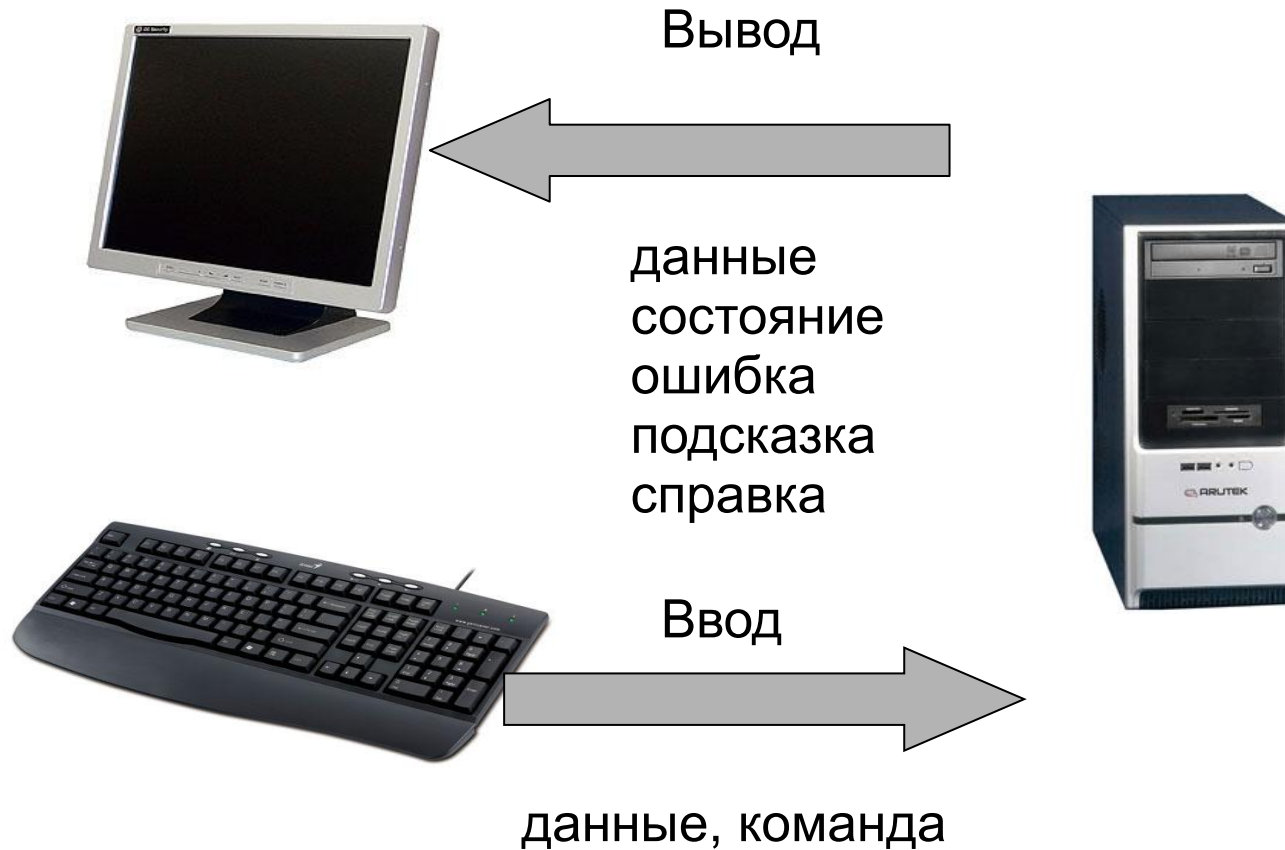 Вывод
данные
состояние
ошибка
подсказка
справка
ARUTEK
Ввод
данные, команда